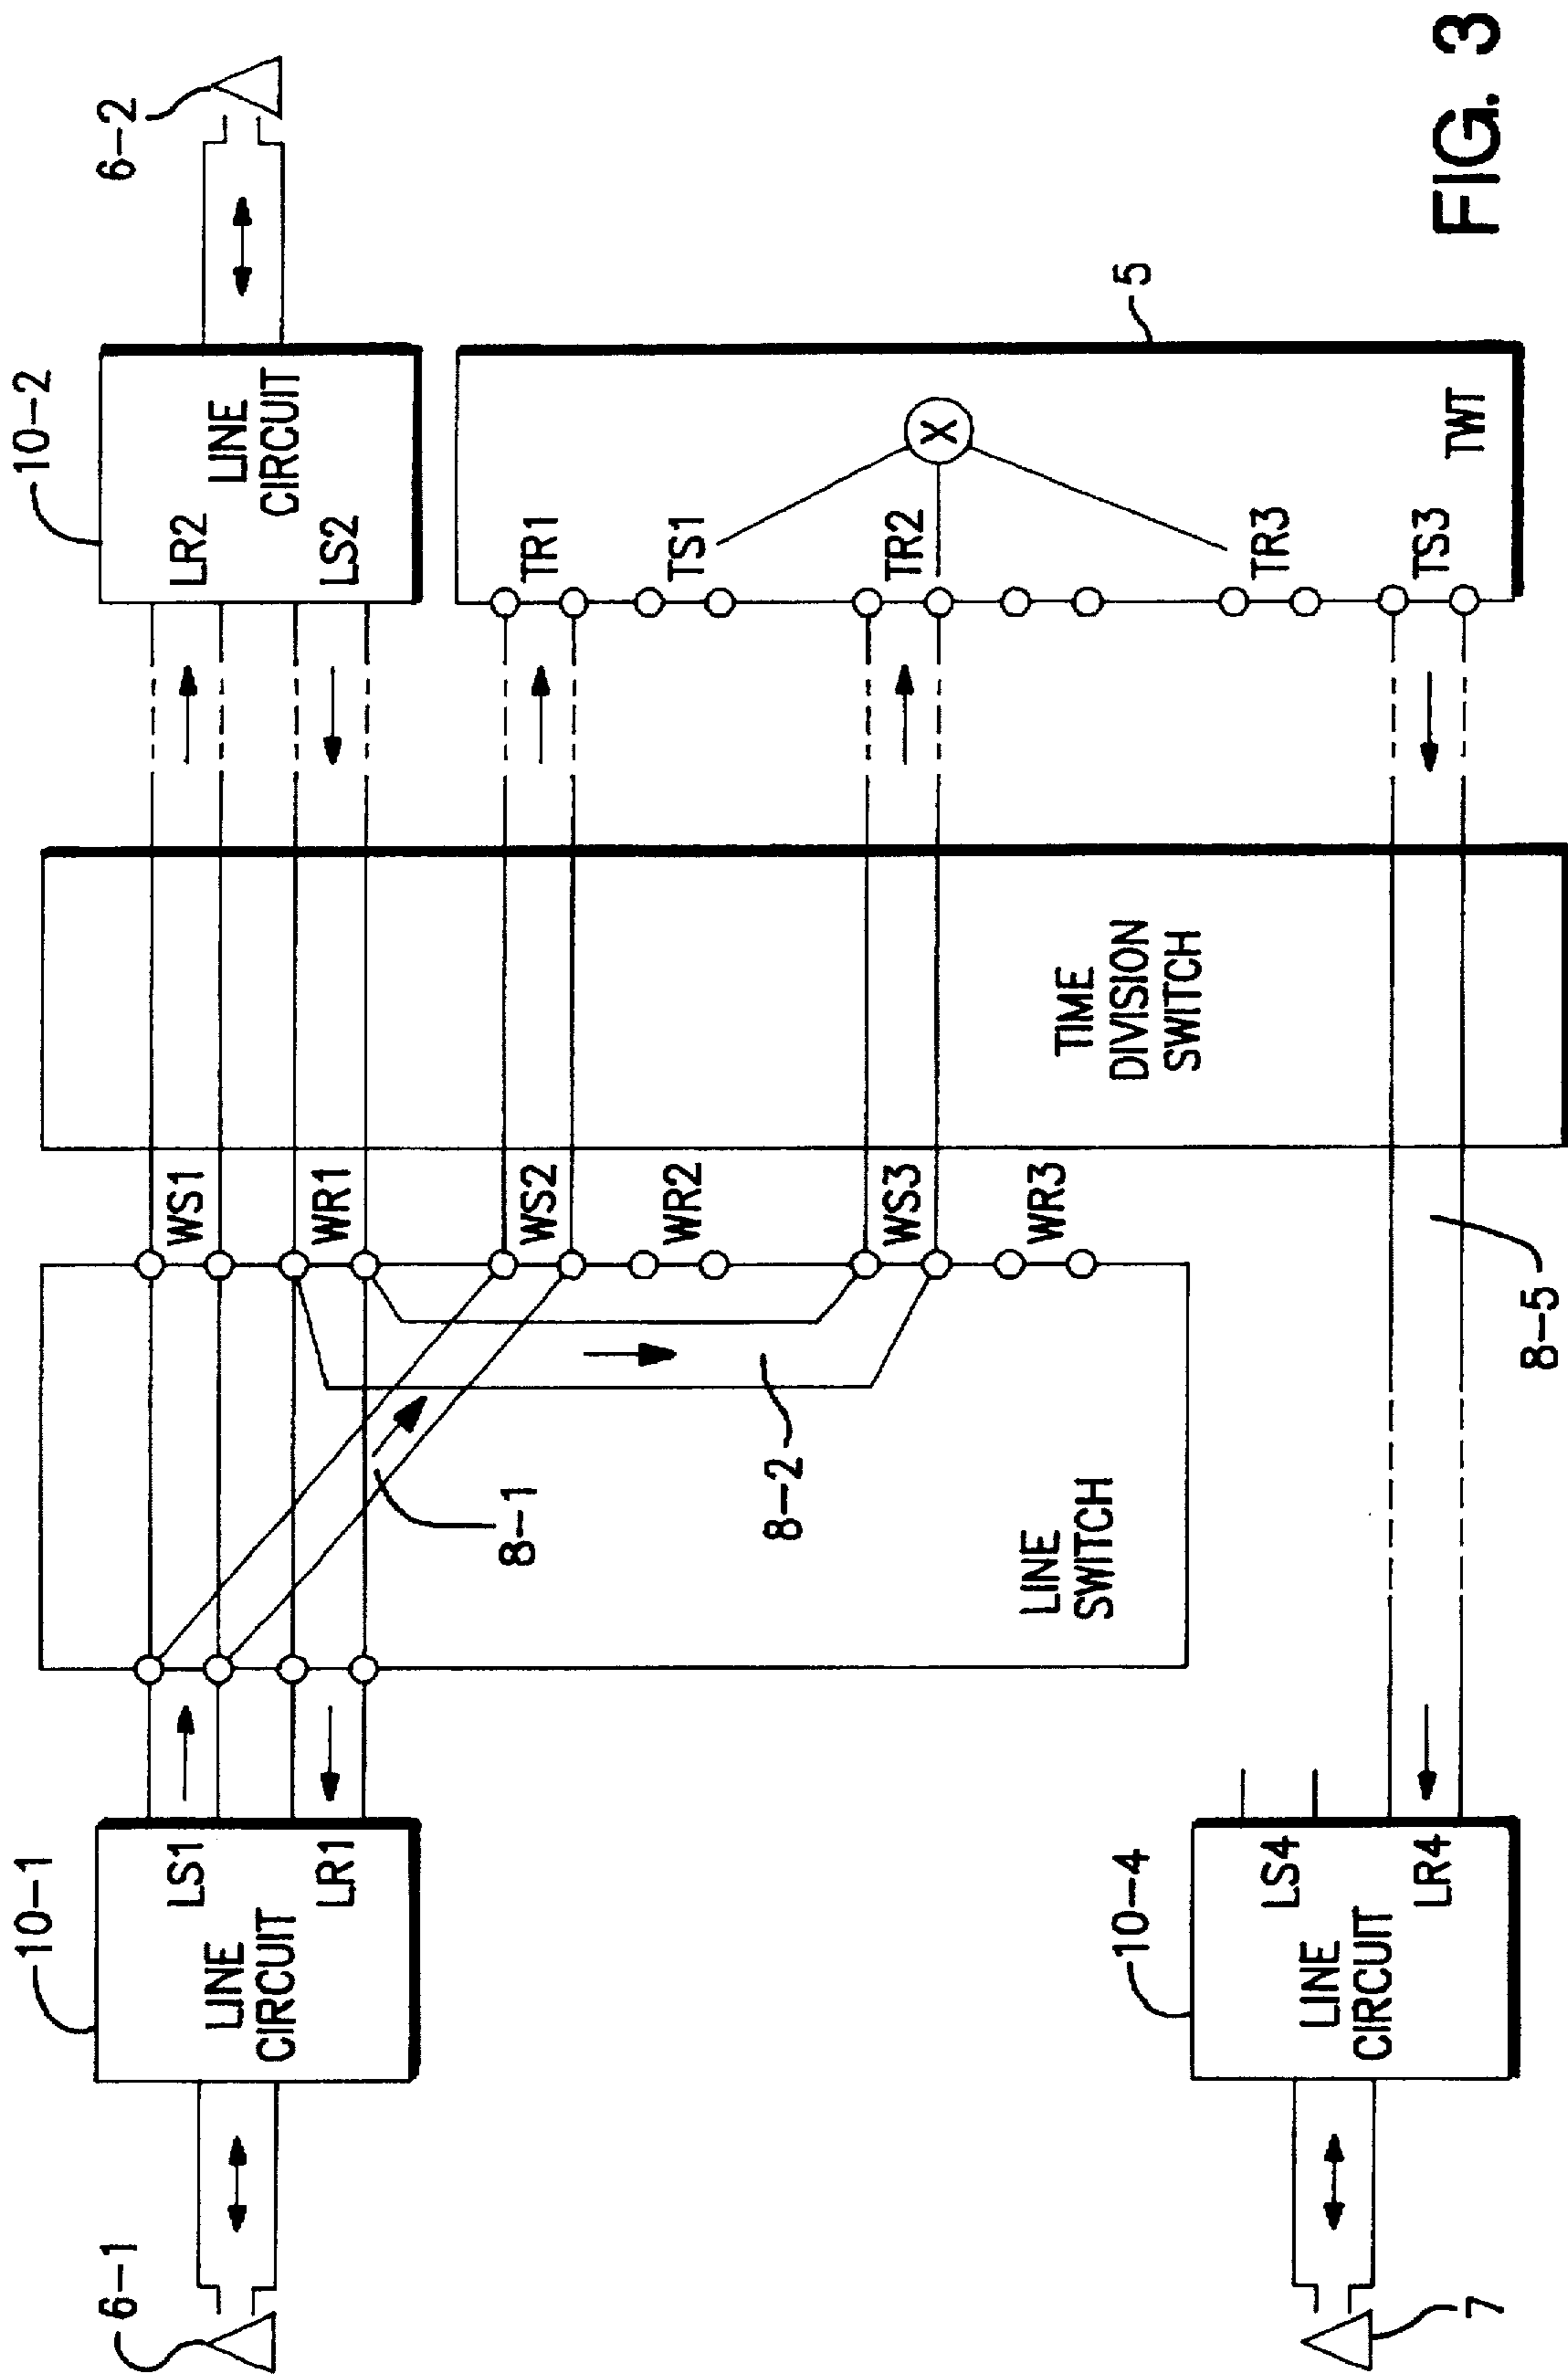 6-1
10-1
LINE
CIRCUIT
LS1
LR1
8-1
8-2
LINE
SWITCH
WS1
WR1
WS2
WR2
WS3
WR3
TIME
DIVISION
SWITCH
10-2
LR2
LINE
CIRCUIT
LS2
6-2
TR1
TS1
TR2
X
TR3
TS3
TWT
5
7
10-4
LINE
CIRCUIT
LS4
LR4
8-5
FIG. 3